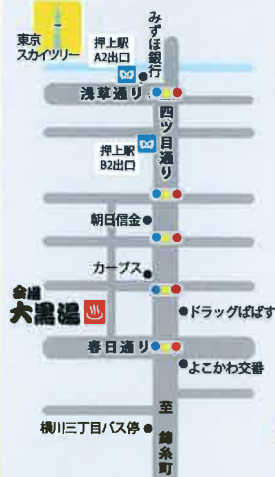 みずほ銀行
東京
スカイツリー
押上駅
A2出口
浅草通り
四ツ目通り
押上駅
B2出口
朝日信金
カーブス
会場
大黒湯
ドラッグぱぱす
春日通り
よこかわ交番
至 錦糸町
横川三丁目バス停